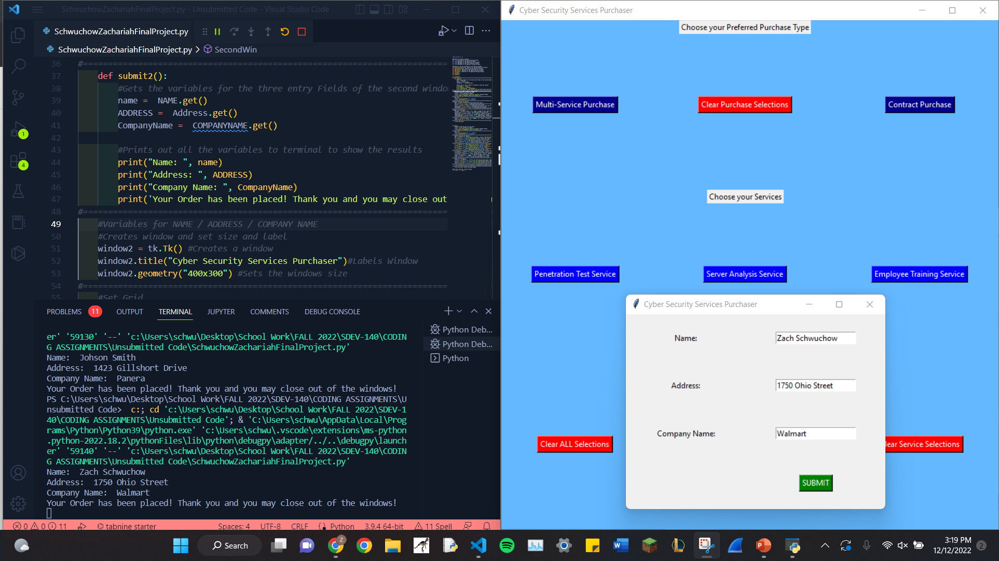 SchwuchowZachariahFinalProject.py - Unsubmitted Code - Visual Studio Code
SchwuchowZachariahFinalProject.py
SchwuchowZachariahFinalProject.py > SecondWin
36 #==========================================================================
37 def submit2():
38 #Gets the variables for the three entry Fields of the second window
39 name =  NAME.get()
40 ADDRESS =  Address.get()
41 CompanyName =  COMPANYNAME.get()
42
43 #Prints out all the variables to terminal to show the results
44 print("Name: ", name)
45 print("Address: ", ADDRESS)
46 print("Company Name: ", CompanyName)
47 print('Your Order has been placed! Thank you and you may close out
48 #==========================================================================
49 #Variables for NAME / ADDRESS / COMPANY NAME
50 #Creates window and set size and label
51 window2 = tk.Tk() #Creates a window
52 window2.title("Cyber Security Services Purchaser")#Labels Window
53 window2.geometry("400x300") #Sets the windows size
54 #==========================================================================
55 #Set Grid
1
4
PROBLEMS 11 OUTPUT TERMINAL JUPYTER COMMENTS DEBUG CONSOLE
er' '59130' '--' 'c:\Users\schwu\Desktop\School Work\FALL 2022\SDEV-140\CODIN
G ASSIGNMENTS\Unsubmitted Code\SchwuchowZachariahFinalProject.py'
Name:  Johson Smith
Address:  1423 Gillshort Drive
Company Name:  Panera
Your Order has been placed! Thank you and you may close out of the windows!
PS C:\Users\schwu\Desktop\School Work\FALL 2022\SDEV-140\CODING ASSIGNMENTS\U
nsubmitted Code>  c:; cd 'c:\Users\schwu\Desktop\School Work\FALL 2022\SDEV-1
40\CODING ASSIGNMENTS\Unsubmitted Code'; & 'C:\Users\schwu\AppData\Local\Prog
rams\Python\Python39\python.exe' 'c:\Users\schwu\.vscode\extensions\ms-python
.python-2022.18.2\pythonFiles\lib\python\debugpy\adapter/../..\debugpy\launch
er' '59140' '--' 'c:\Users\schwu\Desktop\School Work\FALL 2022\SDEV-140\CODIN
G ASSIGNMENTS\Unsubmitted Code\SchwuchowZachariahFinalProject.py'
Name:  Zach Schwuchow
Address:  1750 Ohio Street
Company Name:  Walmart
Your Order has been placed! Thank you and you may close out of the windows!
Python Deb...
Python Deb...
Python
0 0 11 tabnine starter Spaces: 4 UTF-8 CRLF Python 3.9.4 64-bit 11 Spell
Cyber Security Services Purchaser
Choose your Preferred Purchase Type
Multi-Service Purchase Clear Purchase Selections Contract Purchase
Choose your Services
Penetration Test Service Server Analysis Service Employee Training Service
Clear ALL Selections lear Service Selections
Cyber Security Services Purchaser
Name: Zach Schwuchow
Address: 1750 Ohio Street
Company Name: Walmart
SUBMIT
Search
3:19 PM
12/12/2022
2